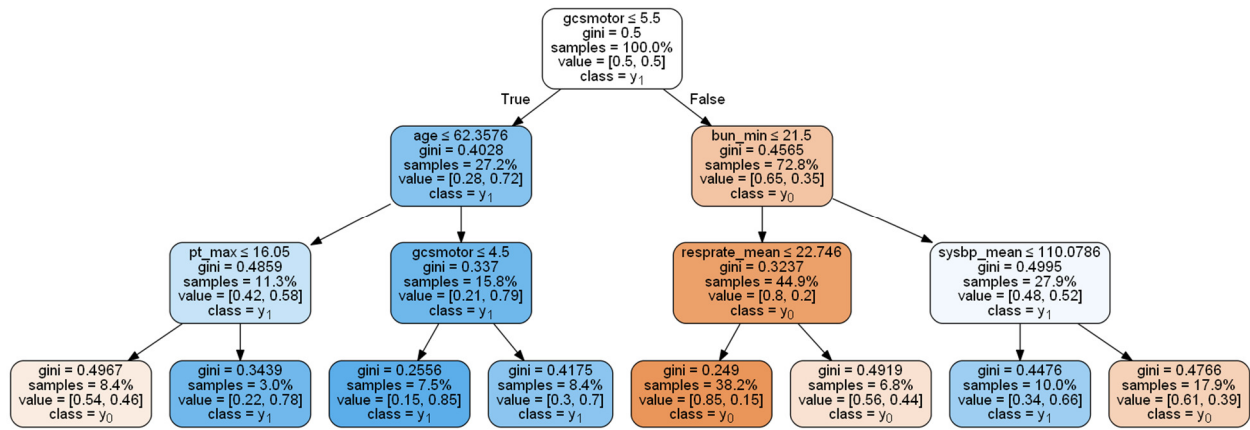 gcsmotor ≤ 5.5
gini = 0.5
samples = 100.0%
value = [0.5, 0.5]
class = y1
True
False
age ≤ 62.3576
gini = 0.4028
samples = 27.2%
value = [0.28, 0.72]
class = y1
bun_min ≤ 21.5
gini = 0.4565
samples = 72.8%
value = [0.65, 0.35]
class = y0
pt_max ≤ 16.05
gini = 0.4859
samples = 11.3%
value = [0.42, 0.58]
class = y1
gcsmotor ≤ 4.5
gini = 0.337
samples = 15.8%
value = [0.21, 0.79]
class = y1
resprate_mean ≤ 22.746
gini = 0.3237
samples = 44.9%
value = [0.8, 0.2]
class = y0
sysbp_mean ≤ 110.0786
gini = 0.4995
samples = 27.9%
value = [0.48, 0.52]
class = y1
gini = 0.4967
samples = 8.4%
value = [0.54, 0.46]
class = y0
gini = 0.3439
samples = 3.0%
value = [0.22, 0.78]
class = y1
gini = 0.2556
samples = 7.5%
value = [0.15, 0.85]
class = y1
gini = 0.4175
samples = 8.4%
value = [0.3, 0.7]
class = y1
gini = 0.249
samples = 38.2%
value = [0.85, 0.15]
class = y0
gini = 0.4919
samples = 6.8%
value = [0.56, 0.44]
class = y0
gini = 0.4476
samples = 10.0%
value = [0.34, 0.66]
class = y1
gini = 0.4766
samples = 17.9%
value = [0.61, 0.39]
class = y0